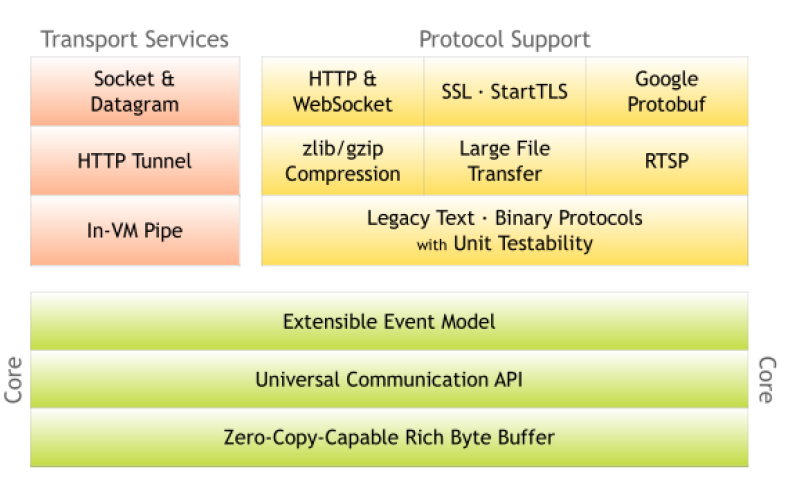 Transport Services
Socket &
Datagram
HTTP Tunnel
In-VM Pipe
Protocol Support
HTTP &
WebSocket
SSL · StartTLS
Google
Protobuf
zlib/gzip
Compression
Large File
Transfer
RTSP
Legacy Text · Binary Protocols
with Unit Testability
Core
Extensible Event Model
Universal Communication API
Zero-Copy-Capable Rich Byte Buffer
Core